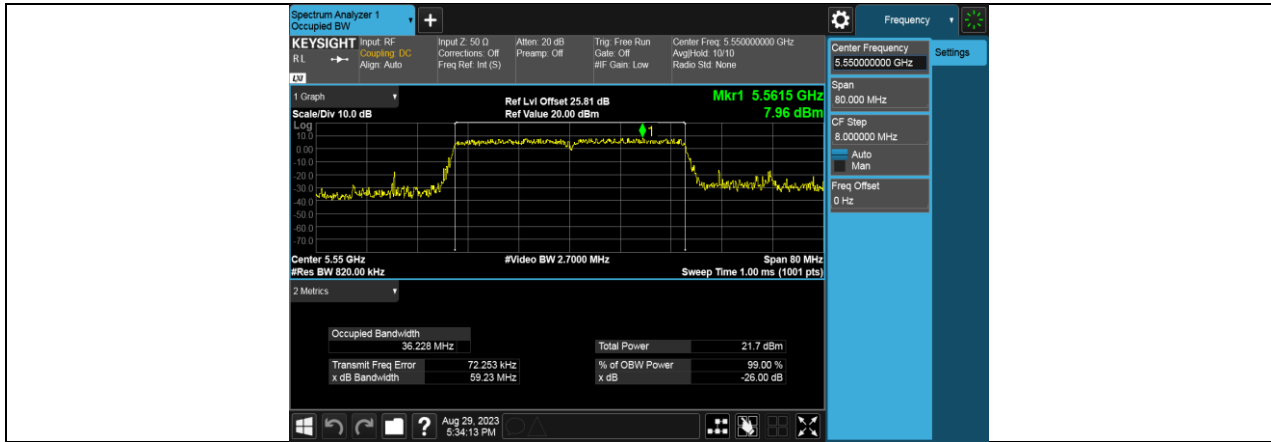 Spectrum Analyzer 1
Occupied BW
+
Frequency
KEYSIGHT
R L
LXI
Input: RF
Coupling: DC
Align: Auto
Input Z: 50 Ω
Corrections: Off
Freq Ref: Int (S)
Atten: 20 dB
Preamp: Off
Trig: Free Run
Gate: Off
#IF Gain: Low
Center Freq: 5.550000000 GHz
Avg|Hold: 10/10
Radio Std: None
Center Frequency
5.550000000 GHz
Settings
Span
80.000 MHz
CF Step
8.000000 MHz
Auto
Man
Freq Offset
0 Hz
1 Graph
Scale/Div 10.0 dB
Ref Lvl Offset 25.81 dB
Ref Value 20.00 dBm
Mkr1 5.5615 GHz
7.96 dBm
Log
10.0
0.00
-10.0
-20.0
-30.0
-40.0
-50.0
-60.0
-70.0
1
Center 5.55 GHz
#Res BW 820.00 kHz
#Video BW 2.7000 MHz
Span 80 MHz
Sweep Time 1.00 ms (1001 pts)
2 Metrics
Occupied Bandwidth
36.228 MHz
Transmit Freq Error 72.253 kHz
x dB Bandwidth 59.23 MHz
Total Power 21.7 dBm
% of OBW Power 99.00 %
x dB -26.00 dB
?
Aug 29, 2023
5:34:13 PM